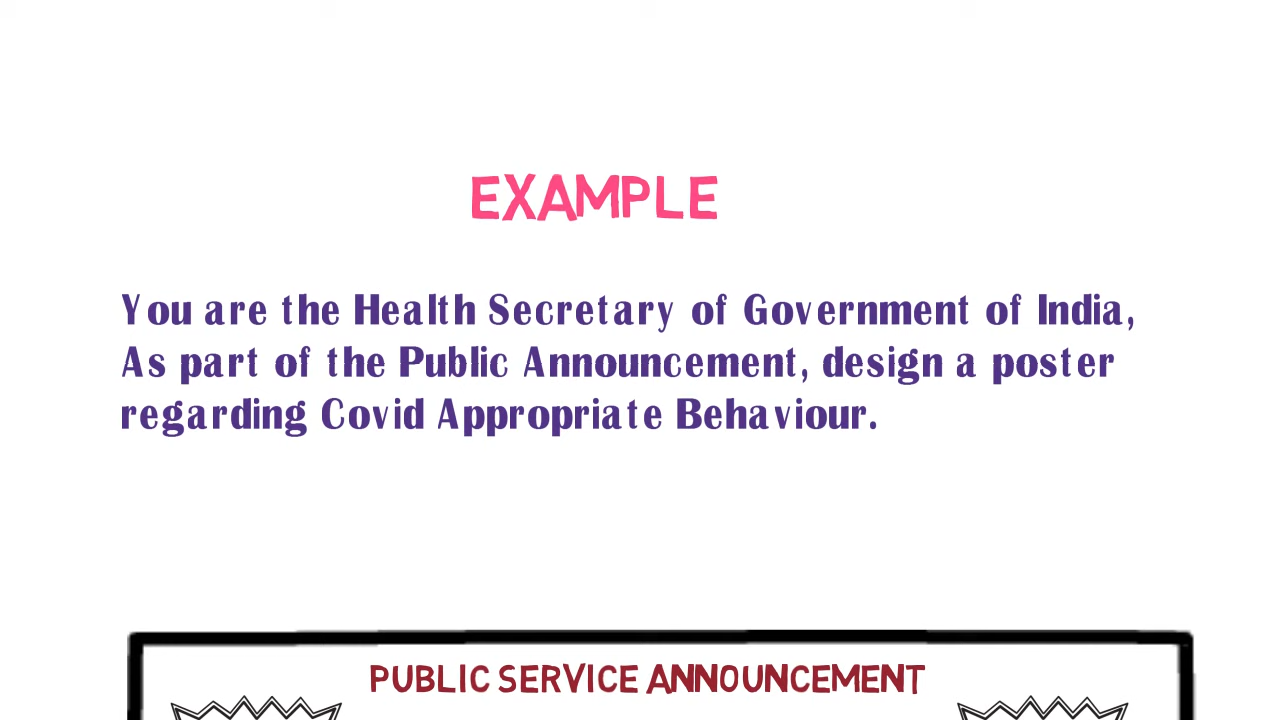 EXAMPLE
You are the Health Secretary of Government of India,
As part of the Public Announcement, design a poster
regarding Covid Appropriate Behaviour.
PUBLIC SERVICE ANNOUNCEMENT